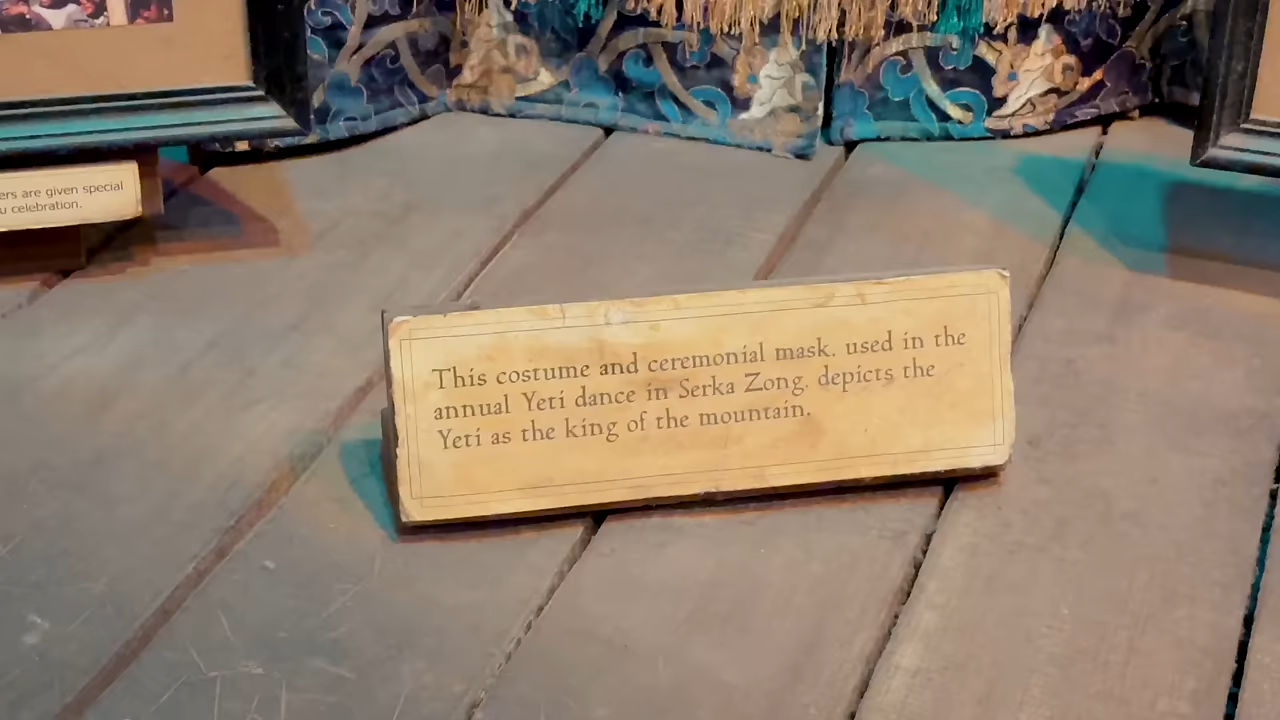 ers are given special
u celebration.
This costume and ceremonial mask, used in the
annual Yeti dance in Serka Zong, depicts the
Yeti as the king of the mountain.